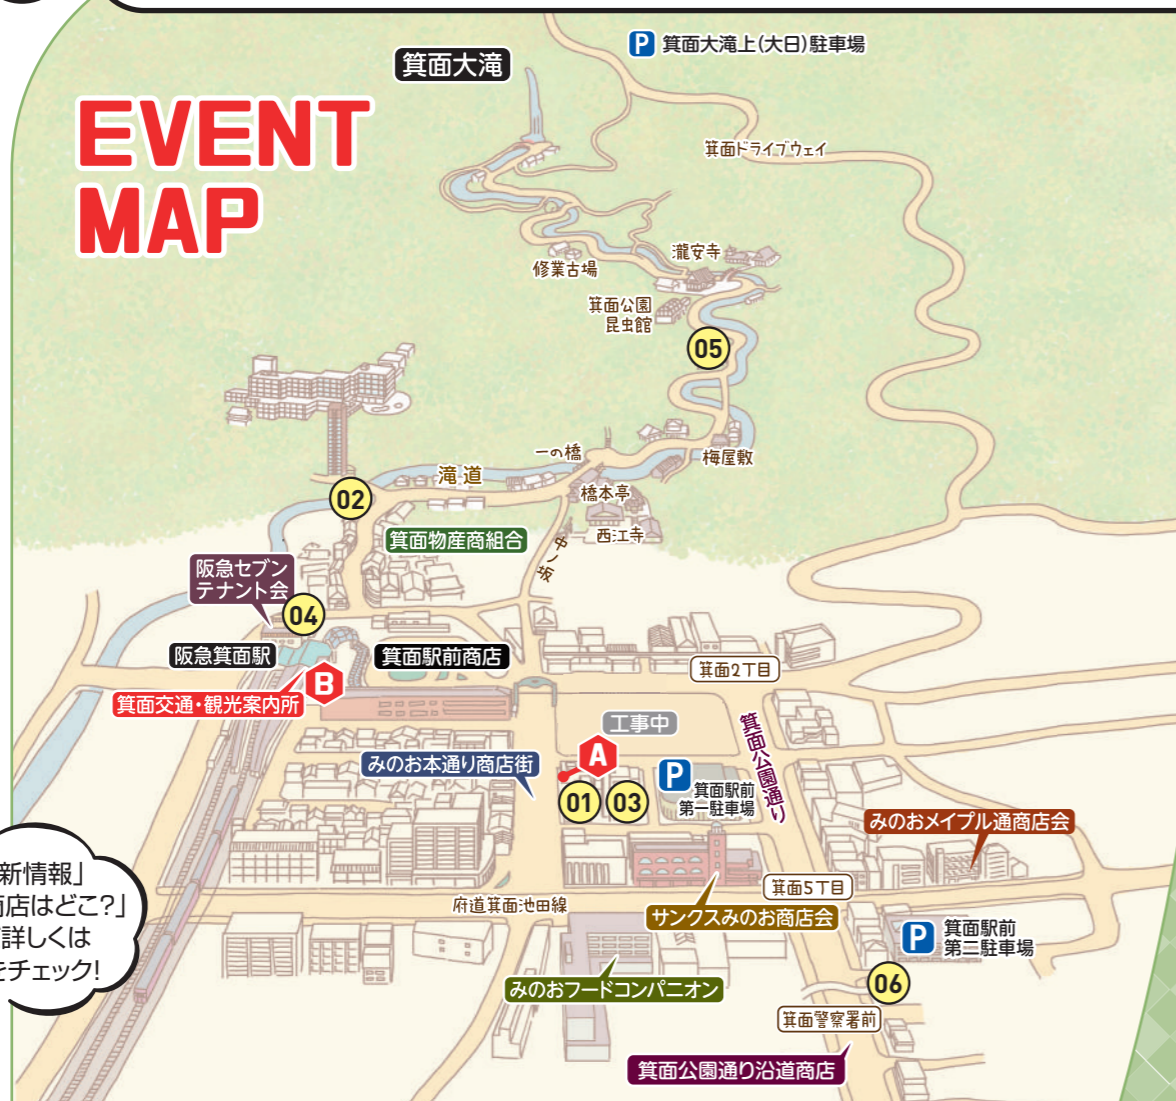 EVENT
MAP
箕面大滝
P 箕面大滝上(大日)駐車場
箕面ドライブウェイ
瀧安寺
修業古場
箕面公園
昆虫館
05
一の橋
梅屋敷
滝道
02
橋本亭
西江寺
箕面物産商組合
中ノ坂
阪急セブン
テナント会
04
阪急箕面駅
箕面駅前商店
箕面2丁目
B
箕面交通・観光案内所
工事中
箕面公園通り
A
みのお本通り商店街
P
箕面駅前
第一駐車場
01
03
みのおメイプル通商店会
新情報」
商店はどこ?」
詳しくは
をチェック!
箕面5丁目
府道箕面池田線
サンクスみのお商店会
P 箕面駅前
第二駐車場
みのおフードコンパニオン
06
箕面警察署前
箕面公園通り沿道商店